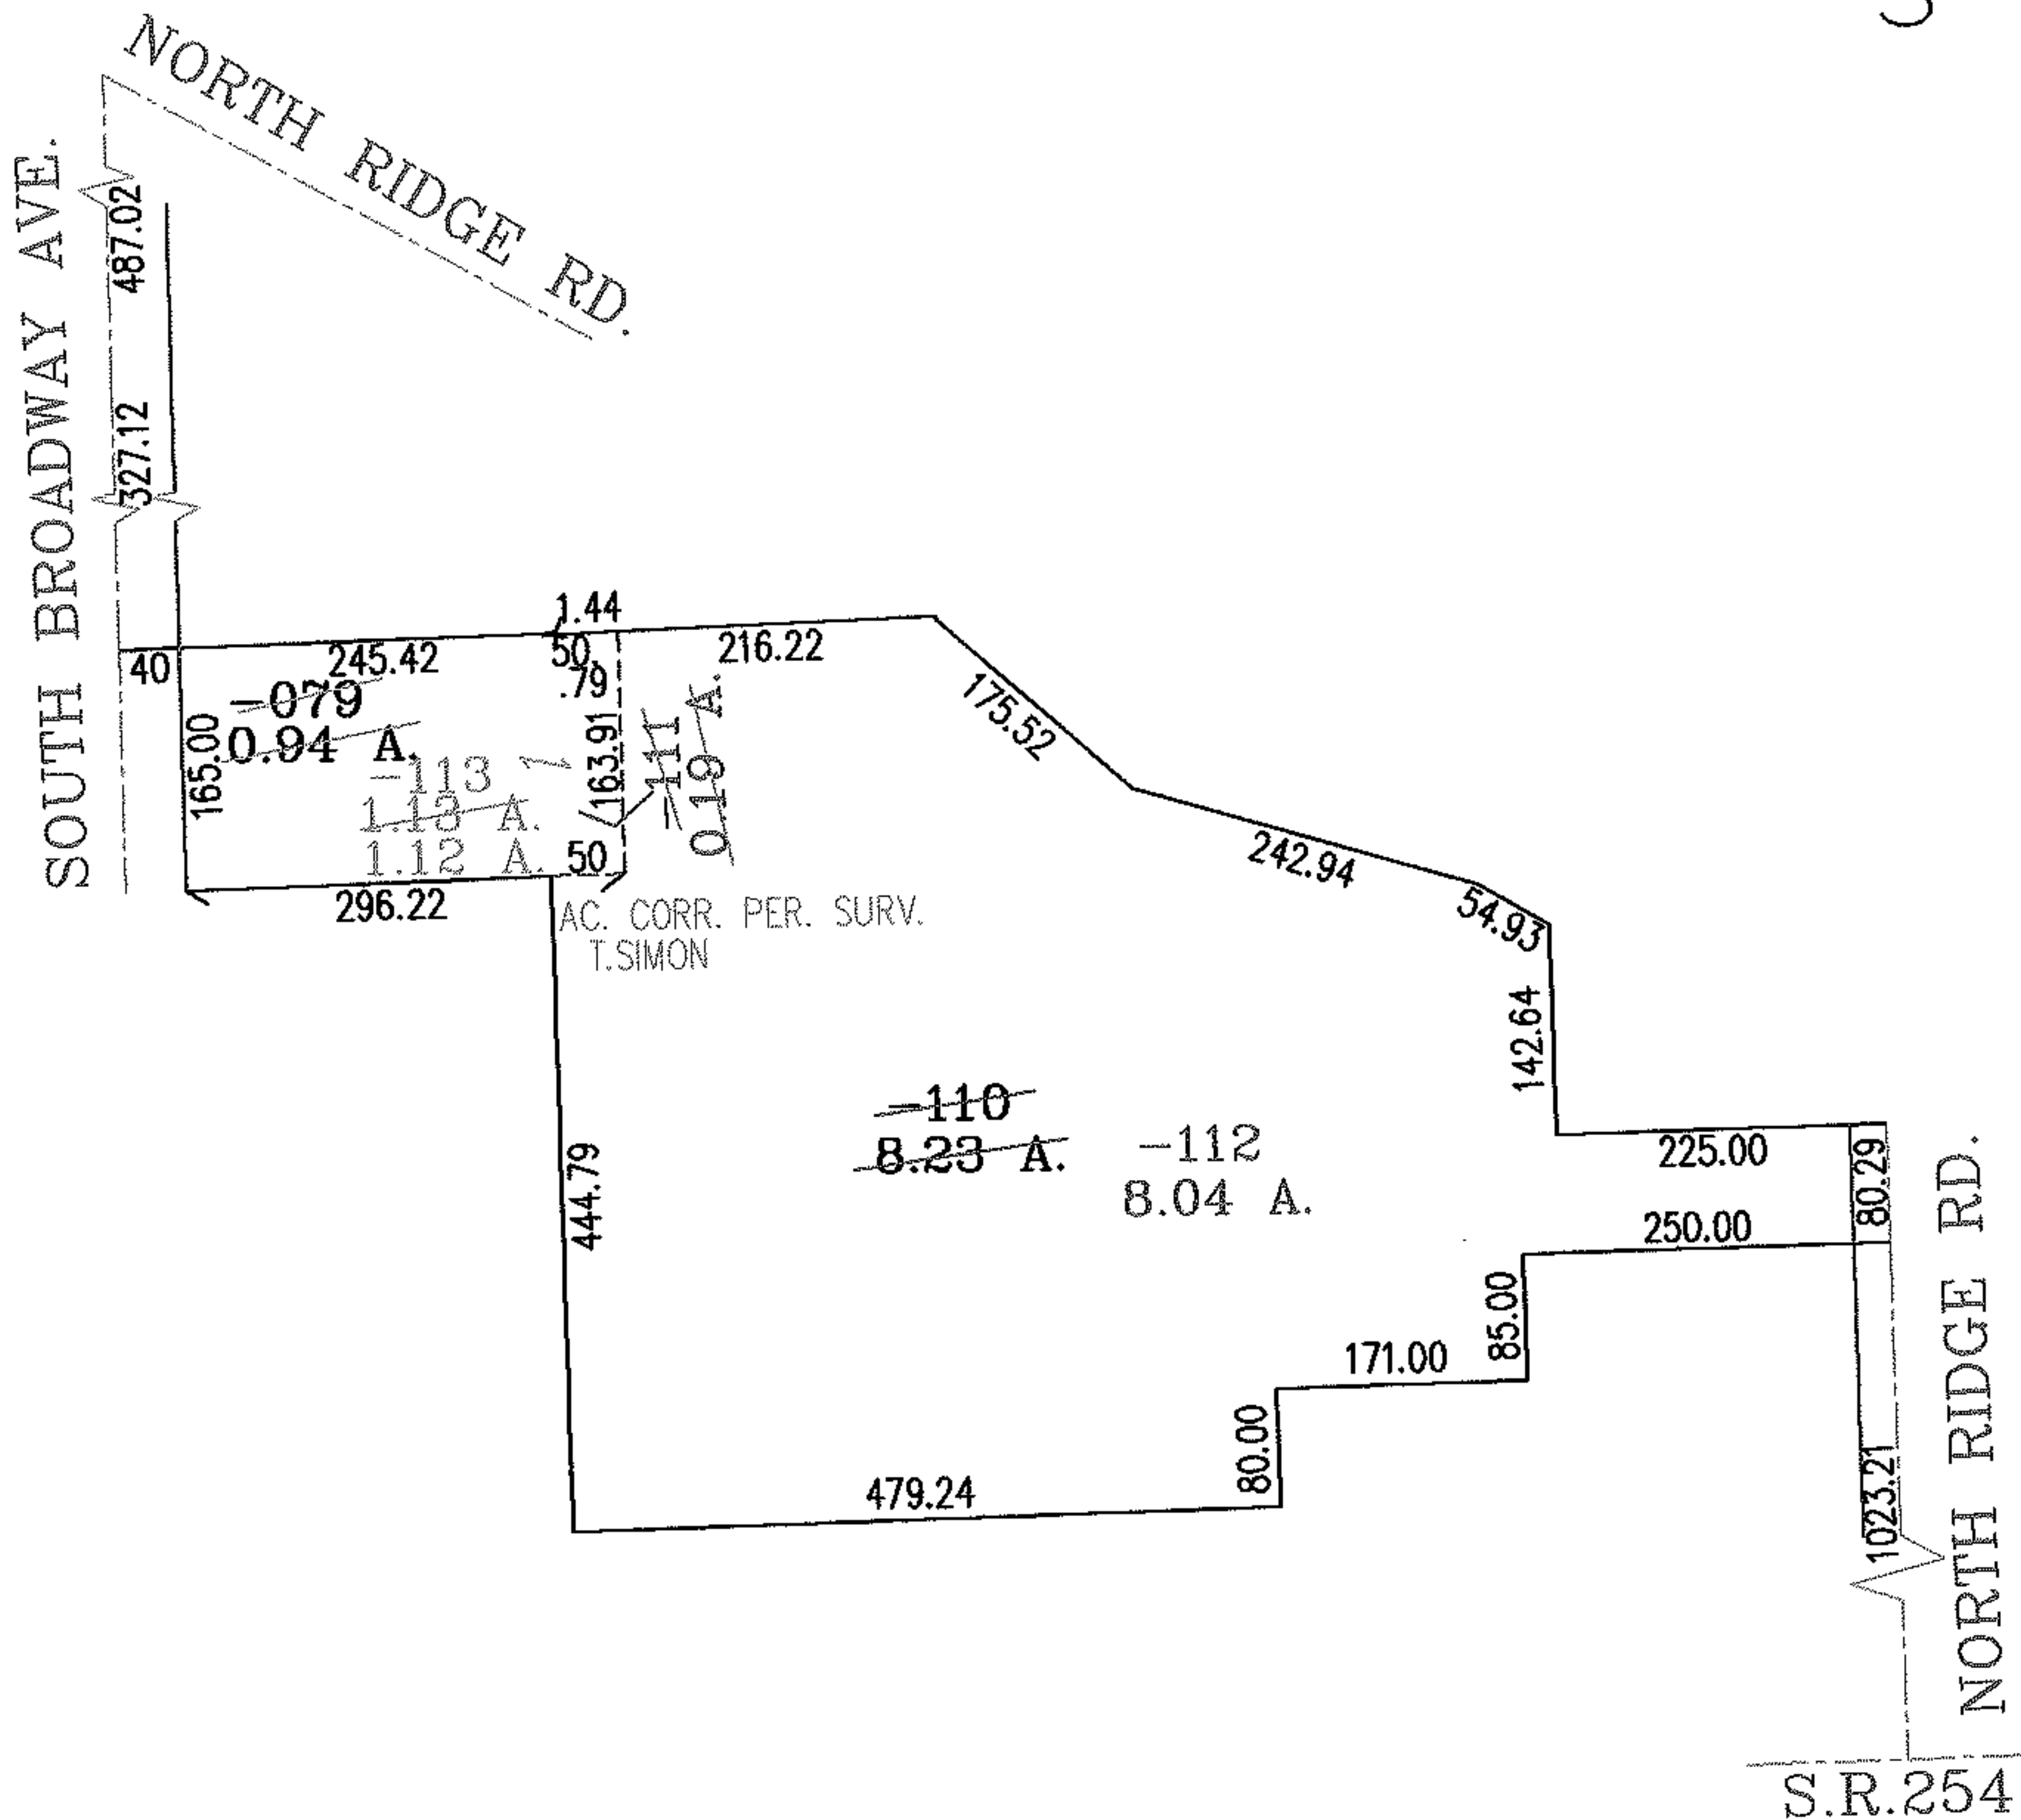 NORTH RIDGE RD.
SOUTH BROADWAY AVE.
487.02
327.12
1.44
40
245.42
50.
.79
216.22
-079
0.94 A.
165.00
-113
1.13 A.
1.12 A.
163.91
-111
0.19 A.
50
296.22
AC. CORR. PER. SURV.
T.SIMON
175.52
242.94
54.93
142.64
-110
8.23 A.
-112
8.04 A.
225.00
80.29
250.00
444.79
85.00
171.00
80.00
479.24
1023.21
NORTH RIDGE RD.
S.R.254